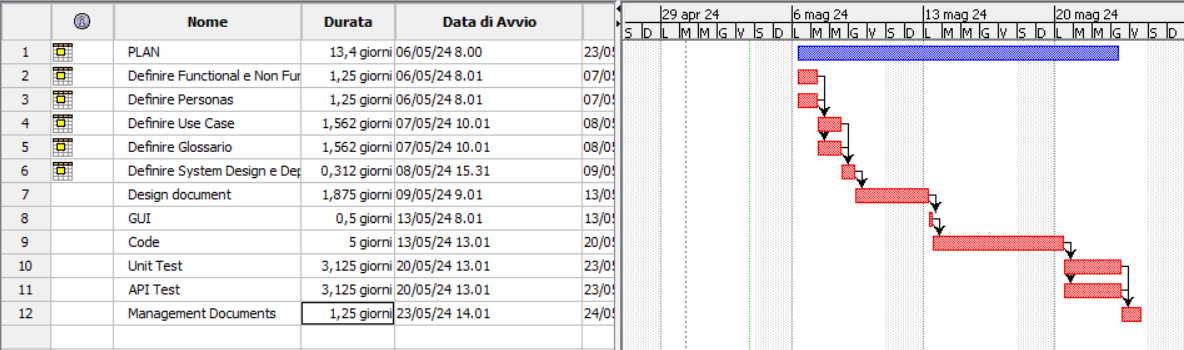 Nome Durata Data di Avvio
29 apr 24 6 mag 24 13 mag 24 20 mag 24
S D L M M G V S D L M M G V S D L M M G V S D L M M G V S D
1 PLAN 13,4 giorni 06/05/24 8.00 23/05
2 Definire Functional e Non Fur 1,25 giorni 06/05/24 8.01 07/05
3 Definire Personas 1,25 giorni 06/05/24 8.01 07/05
4 Definire Use Case 1,562 giorni 07/05/24 10.01 08/05
5 Definire Glossario 1,562 giorni 07/05/24 10.01 08/05
6 Definire System Design e Dep 0,312 giorni 08/05/24 15.31 09/05
7 Design document 1,875 giorni 09/05/24 9.01 13/05
8 GUI 0,5 giorni 13/05/24 8.01 13/05
9 Code 5 giorni 13/05/24 13.01 20/05
10 Unit Test 3,125 giorni 20/05/24 13.01 23/05
11 API Test 3,125 giorni 20/05/24 13.01 23/05
12 Management Documents 1,25 giorni 23/05/24 14.01 24/05